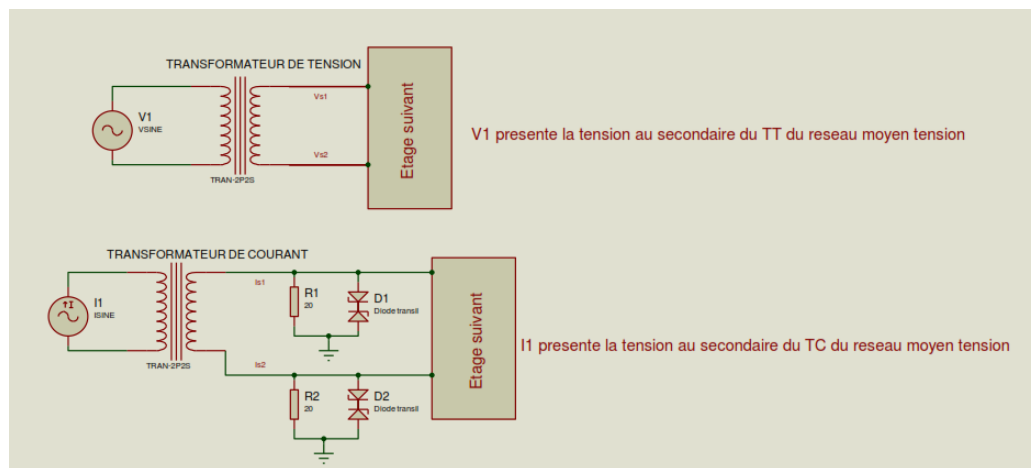 TRANSFORMATEUR DE TENSION
V1
VSINE
Vs1
Vs2
TRAN-2P2S
Etage suivant
V1 presente la tension au secondaire du TT du reseau moyen tension
TRANSFORMATEUR DE COURANT
I1
ISINE
I
Is1
Is2
TRAN-2P2S
R1
20
D1
Diode transil
R2
20
D2
Diode transil
Etage suivant
I1 presente la tension au secondaire du TC du reseau moyen tension